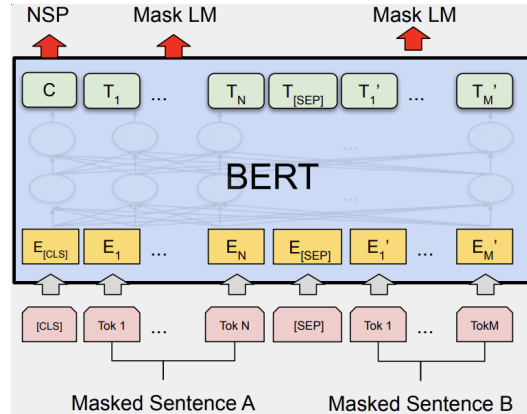 NSP Mask LM Mask LM
C T1 ... TN T[SEP] T1' ... TM'
...
BERT
...
E[CLS] E1 ... EN E[SEP] E1' ... EM'
[CLS] Tok 1 ... Tok N [SEP] Tok 1 ... TokM
Masked Sentence A Masked Sentence B